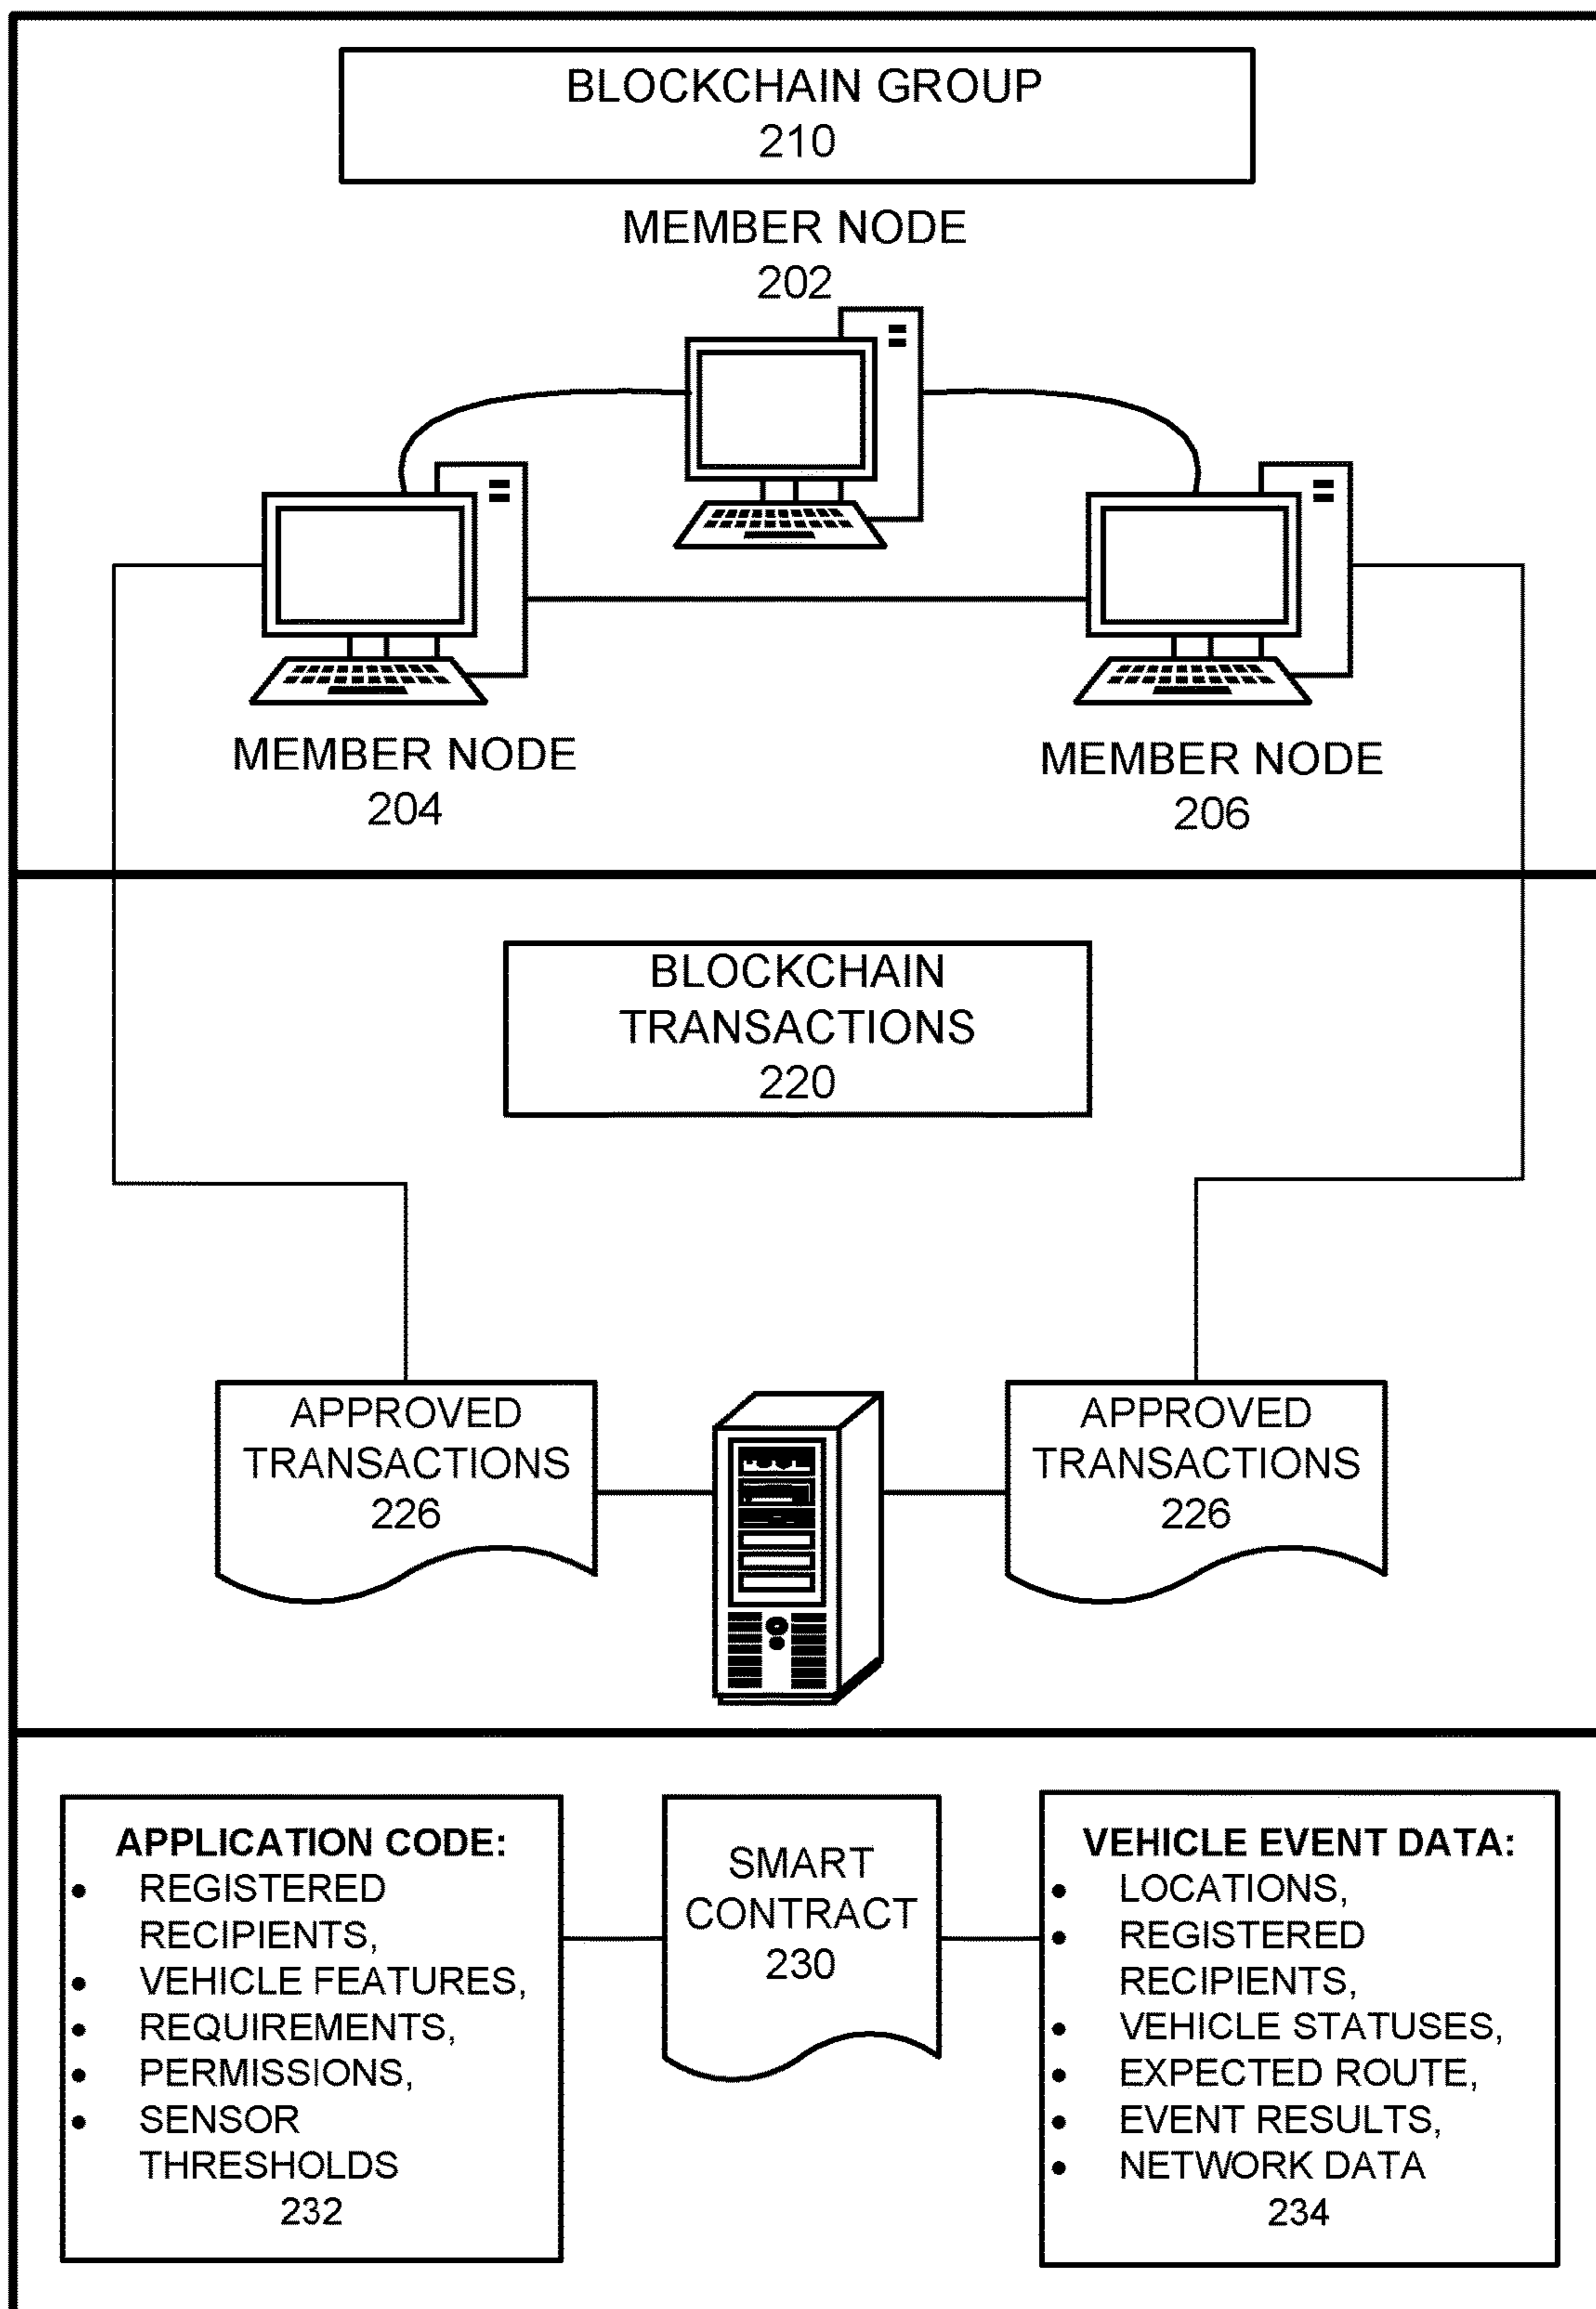 BLOCKCHAIN GROUP
210
MEMBER NODE
202
MEMBER NODE
204
MEMBER NODE
206
BLOCKCHAIN
TRANSACTIONS
220
APPROVED
TRANSACTIONS
226
APPROVED
TRANSACTIONS
226
APPLICATION CODE:
• REGISTERED
RECIPIENTS,
• VEHICLE FEATURES,
• REQUIREMENTS,
• PERMISSIONS,
• SENSOR
THRESHOLDS
232
SMART
CONTRACT
230
VEHICLE EVENT DATA:
• LOCATIONS,
• REGISTERED
RECIPIENTS,
• VEHICLE STATUSES,
• EXPECTED ROUTE,
• EVENT RESULTS,
• NETWORK DATA
234